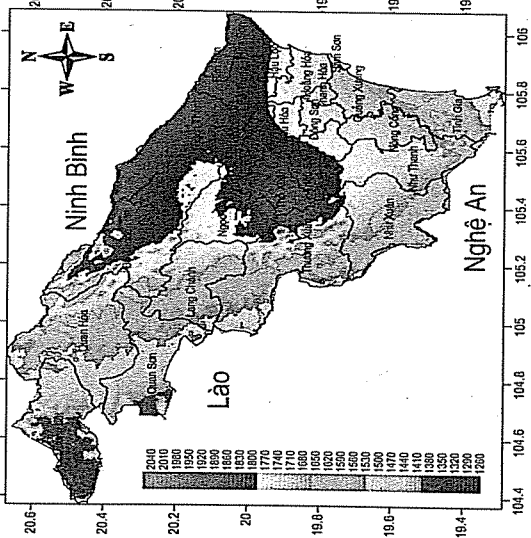 N
W
E
S
Ninh Bình
Lào
Nghệ An
Quan Hóa
Quan Sơn
Lang Chánh
Thường Xuân
Như Xuân
Như Thanh
Nông Cống
Tĩnh Gia
Quảng Xương
Đông Sơn
Hoằng Hóa
Sầm Sơn
Hậu Lộc
2040
2010
1980
1950
1920
1890
1860
1830
1800
1770
1740
1710
1680
1650
1620
1590
1560
1530
1500
1470
1440
1410
1380
1350
1320
1290
1260
20.6
20.4
20.2
20
19.8
19.6
19.4
104.4
104.6
104.8
105
105.2
105.4
105.6
105.8
106